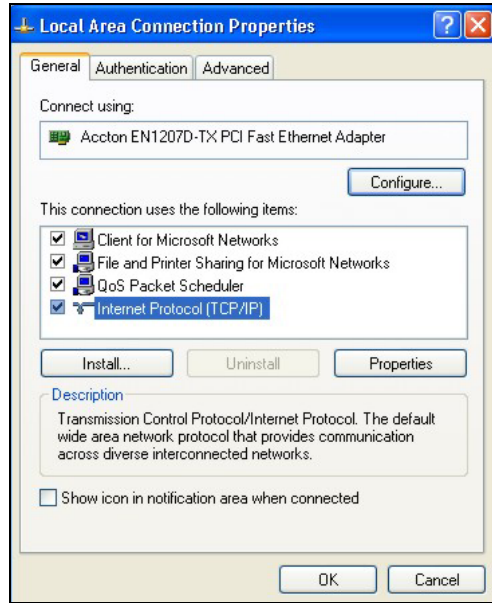 Local Area Connection Properties
General Authentication Advanced
Connect using:
Accton EN1207D-TX PCI Fast Ethernet Adapter
Configure...
This connection uses the following items:
Client for Microsoft Networks
File and Printer Sharing for Microsoft Networks
QoS Packet Scheduler
Internet Protocol (TCP/IP)
Install... Uninstall Properties
Description
Transmission Control Protocol/Internet Protocol. The default
wide area network protocol that provides communication
across diverse interconnected networks.
Show icon in notification area when connected
OK Cancel